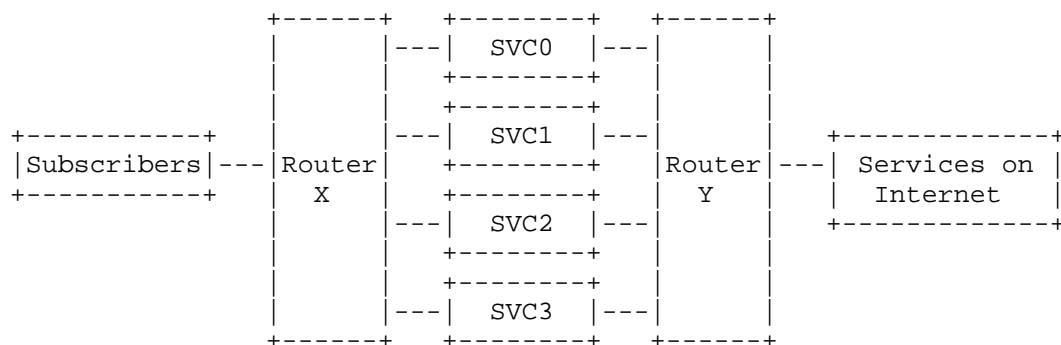 SVC0
SVC1
Subscribers Router Router Services on
X Y Internet
SVC2
SVC3